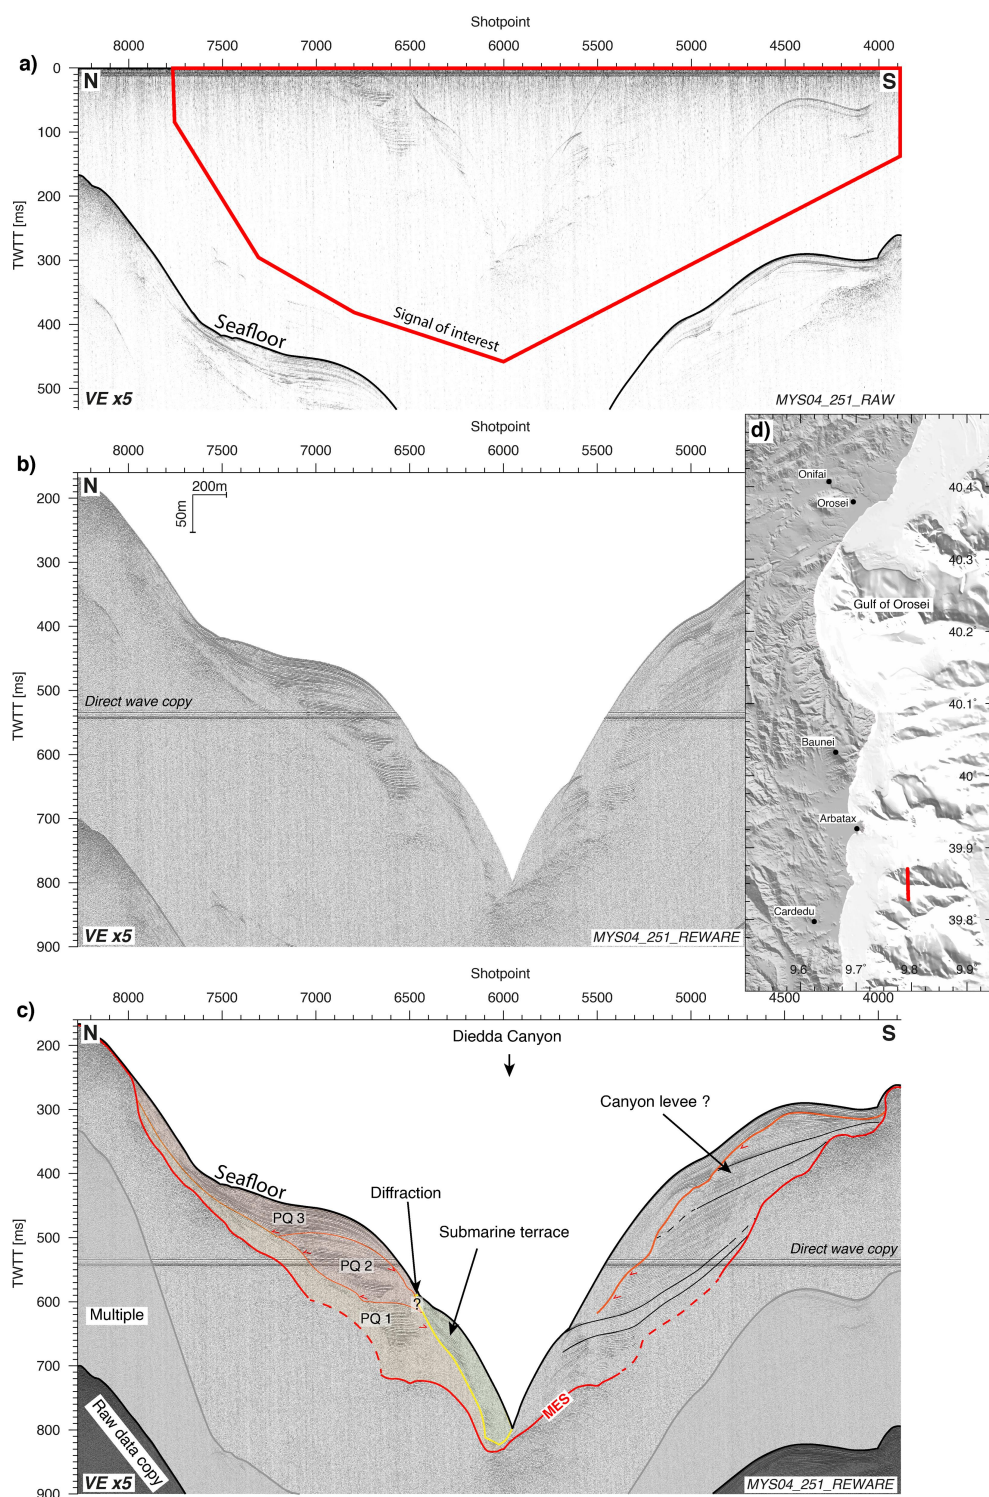 Shotpoint
8000 7500 7000 6500 6000 5500 5000 4500 4000
a)
N
S
0
100
200
300
400
500
TWTT [ms]
Signal of interest
Seafloor
VE x5
MYS04_251_RAW
Shotpoint
8000 7500 7000 6500 6000 5500 5000
b)
N
200m
50m
200
300
400
500
600
700
800
900
TWTT [ms]
Direct wave copy
VE x5
MYS04_251_REWARE
d)
Onifai
Orosei
Gulf of Orosei
Baunei
Arbatax
Cardedu
40.4°
40.3°
40.2°
40.1°
40°
39.9°
39.8°
9.6° 9.7° 9.8° 9.9°
Shotpoint
8000 7500 7000 6500 6000 5500 5000 4500 4000
c)
N
S
Diedda Canyon
200
300
400
500
600
700
800
900
TWTT [ms]
Canyon levee ?
Seafloor
Diffraction
Submarine terrace
PQ 3
PQ 2
PQ 1
?
Direct wave copy
Multiple
MES
Raw data copy
VE x5
MYS04_251_REWARE